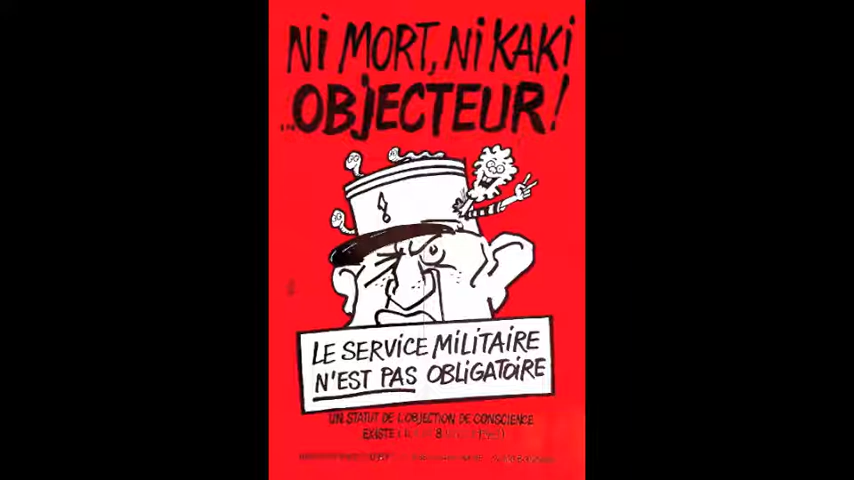 Ni MORT, Ni KAKi
OBJECTEUR!
LE SERVICE MiLiTAiRE
N'EST PAS OBLiGATOiRE
UN STATUT DE L'OBJECTION DE CONSCIENCE
EXISTE